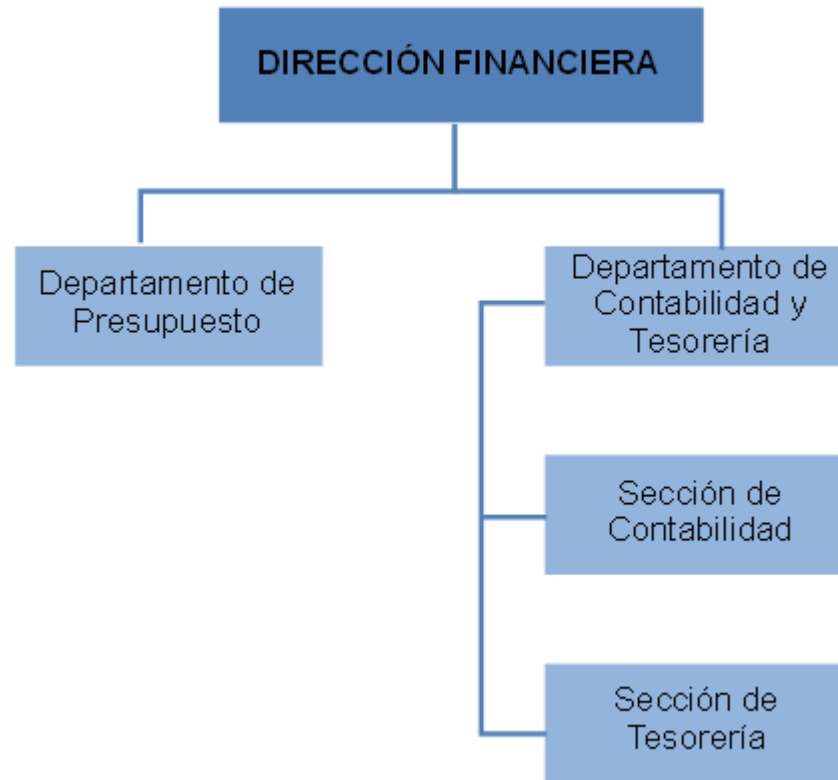 DIRECCIÓN FINANCIERA
Departamento de
Presupuesto
Departamento de
Contabilidad y
Tesorería
Sección de
Contabilidad
Sección de
Tesorería